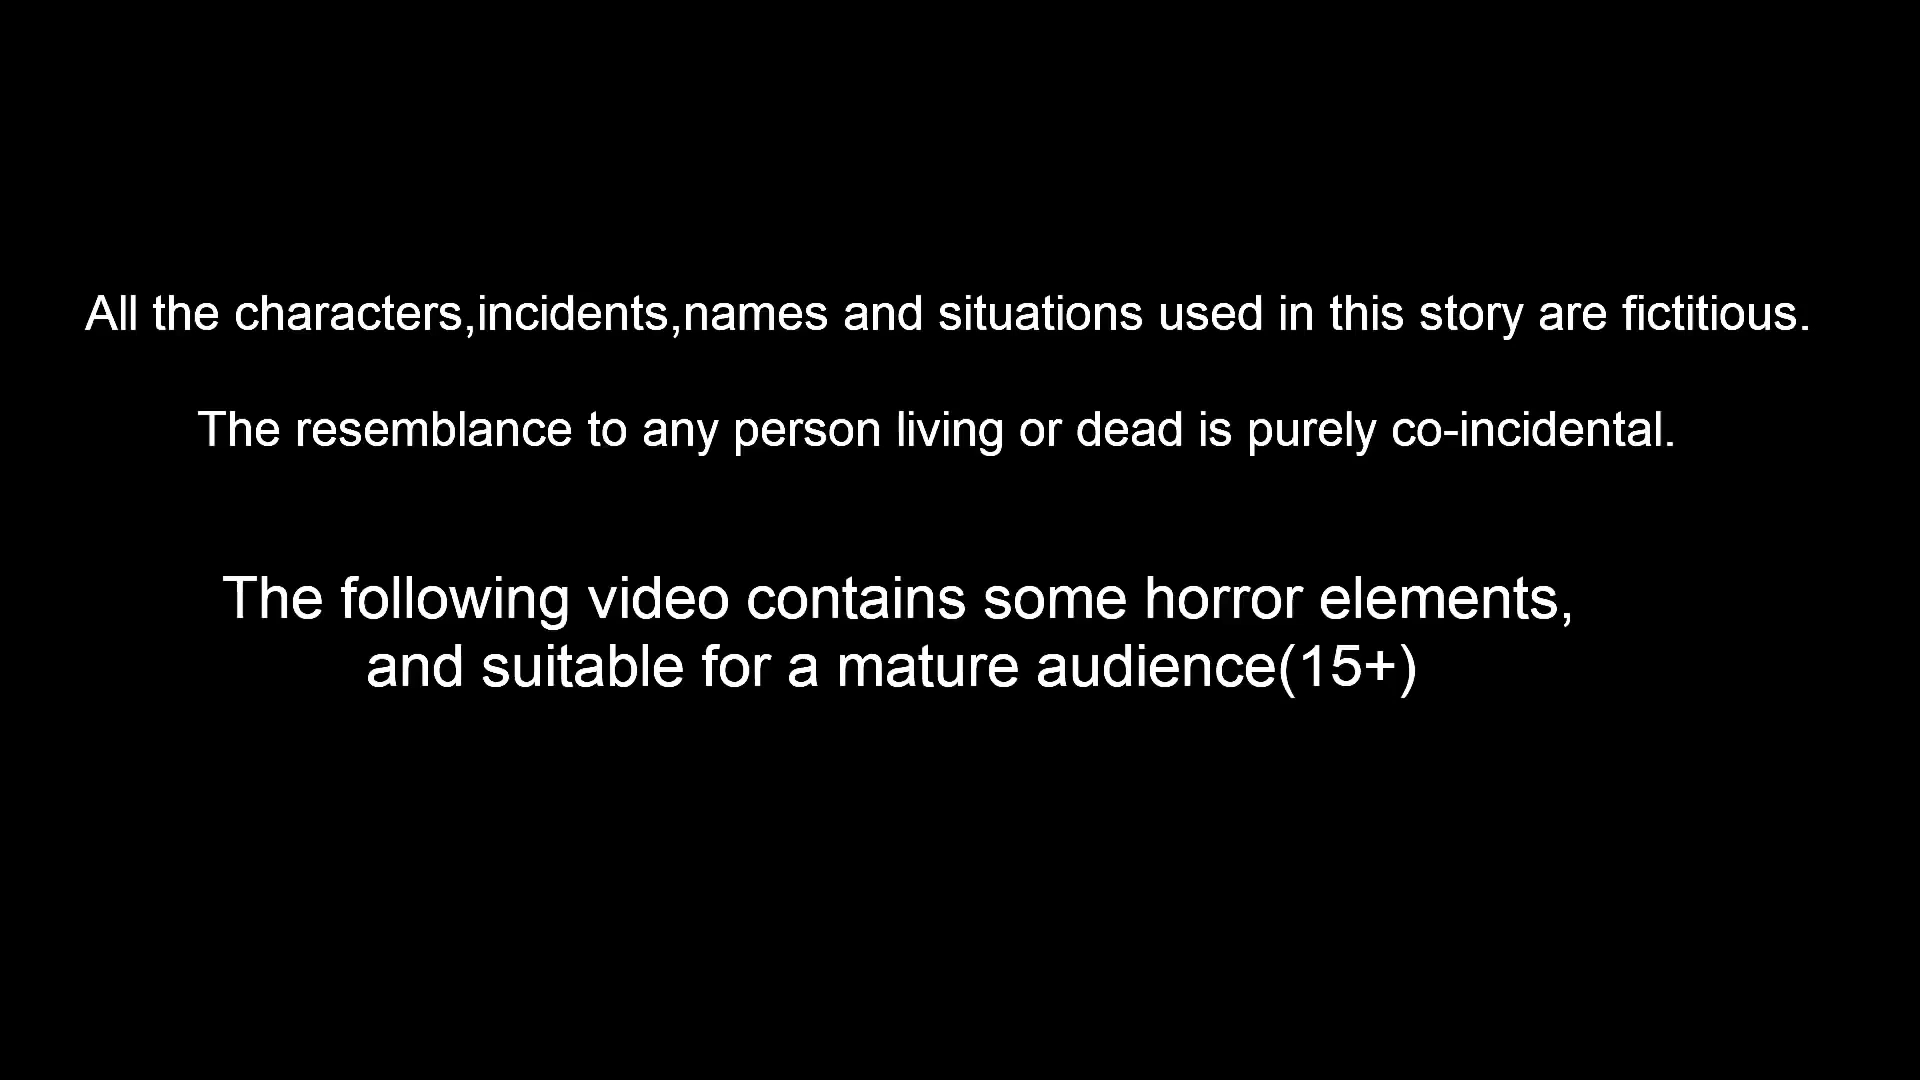 All the characters,incidents,names and situations used in this story are fictitious.
The resemblance to any person living or dead is purely co-incidental.
The following video contains some horror elements,
and suitable for a mature audience(15+)